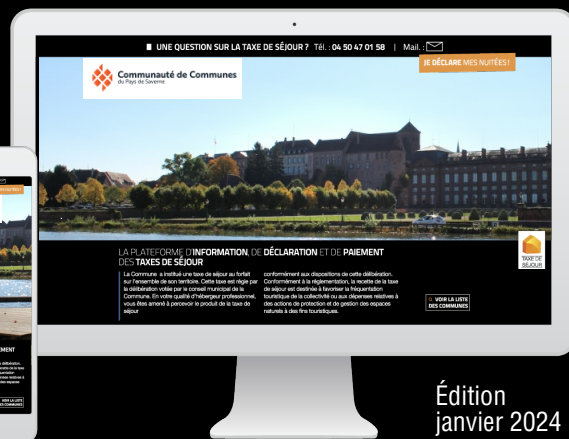 UNE QUESTION SUR LA TAXE DE SÉJOUR ? Tél. : 04 50 47 01 58 | Mail. :
JE DÉCLARE MES NUITÉES !
Communauté de Communes
du Pays de Saverne
LA PLATEFORME D'INFORMATION, DE DÉCLARATION ET DE PAIEMENT
DES TAXES DE SÉJOUR
La Commune a institué une taxe de séjour au forfait
sur l'ensemble de son territoire. Cette taxe est régie par
la délibération votée par le conseil municipal de la
Commune. En votre qualité d'hébergeur professionnel,
vous êtes amené à percevoir le produit de la taxe de
séjour
conformément aux dispositions de cette délibération.
Conformément à la réglementation, la recette de la taxe
de séjour est destinée à favoriser la fréquentation
touristique de la collectivité ou aux dépenses relatives à
des actions de protection et de gestion des espaces
naturels à des fins touristiques.
TAXE DE
SÉJOUR
VOIR LA LISTE
DES COMMUNES
EMENT
VOIR LA LISTE
DES COMMUNES
Édition
janvier 2024